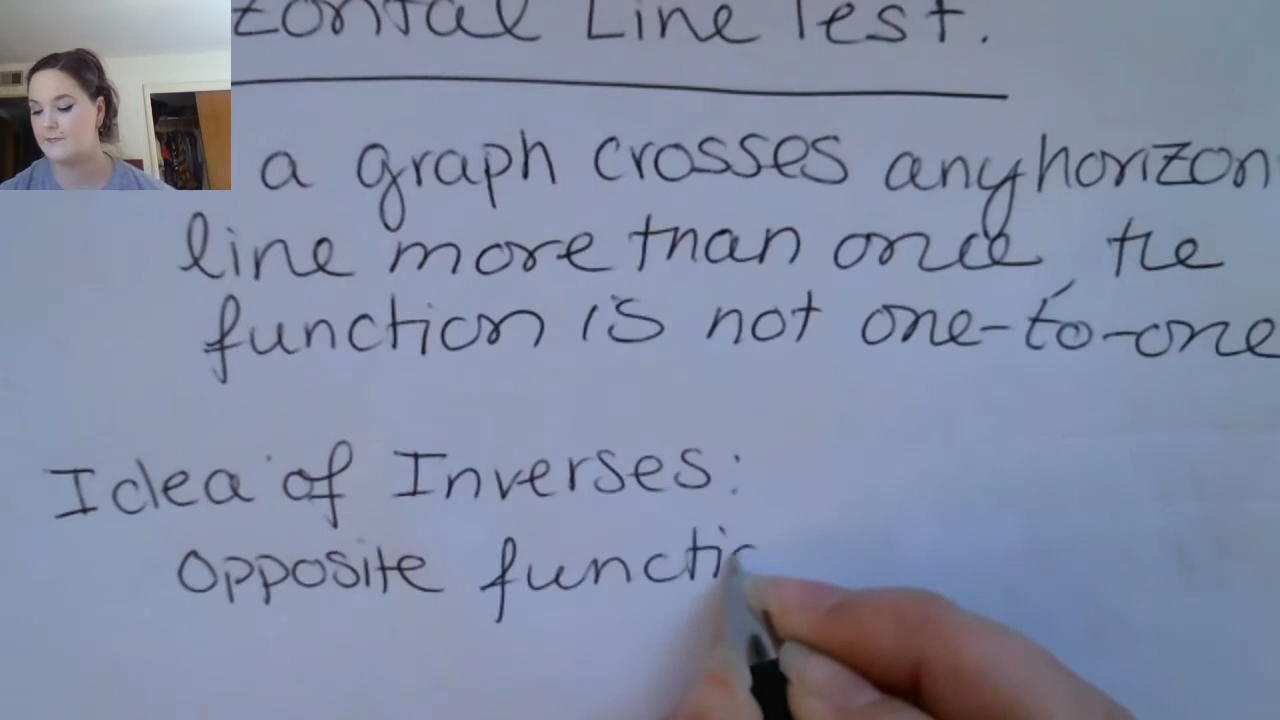 zontal Line Test.
a graph crosses any horizon
line more than once, the
function is not one-to-one
Idea of Inverses:
Opposite functio